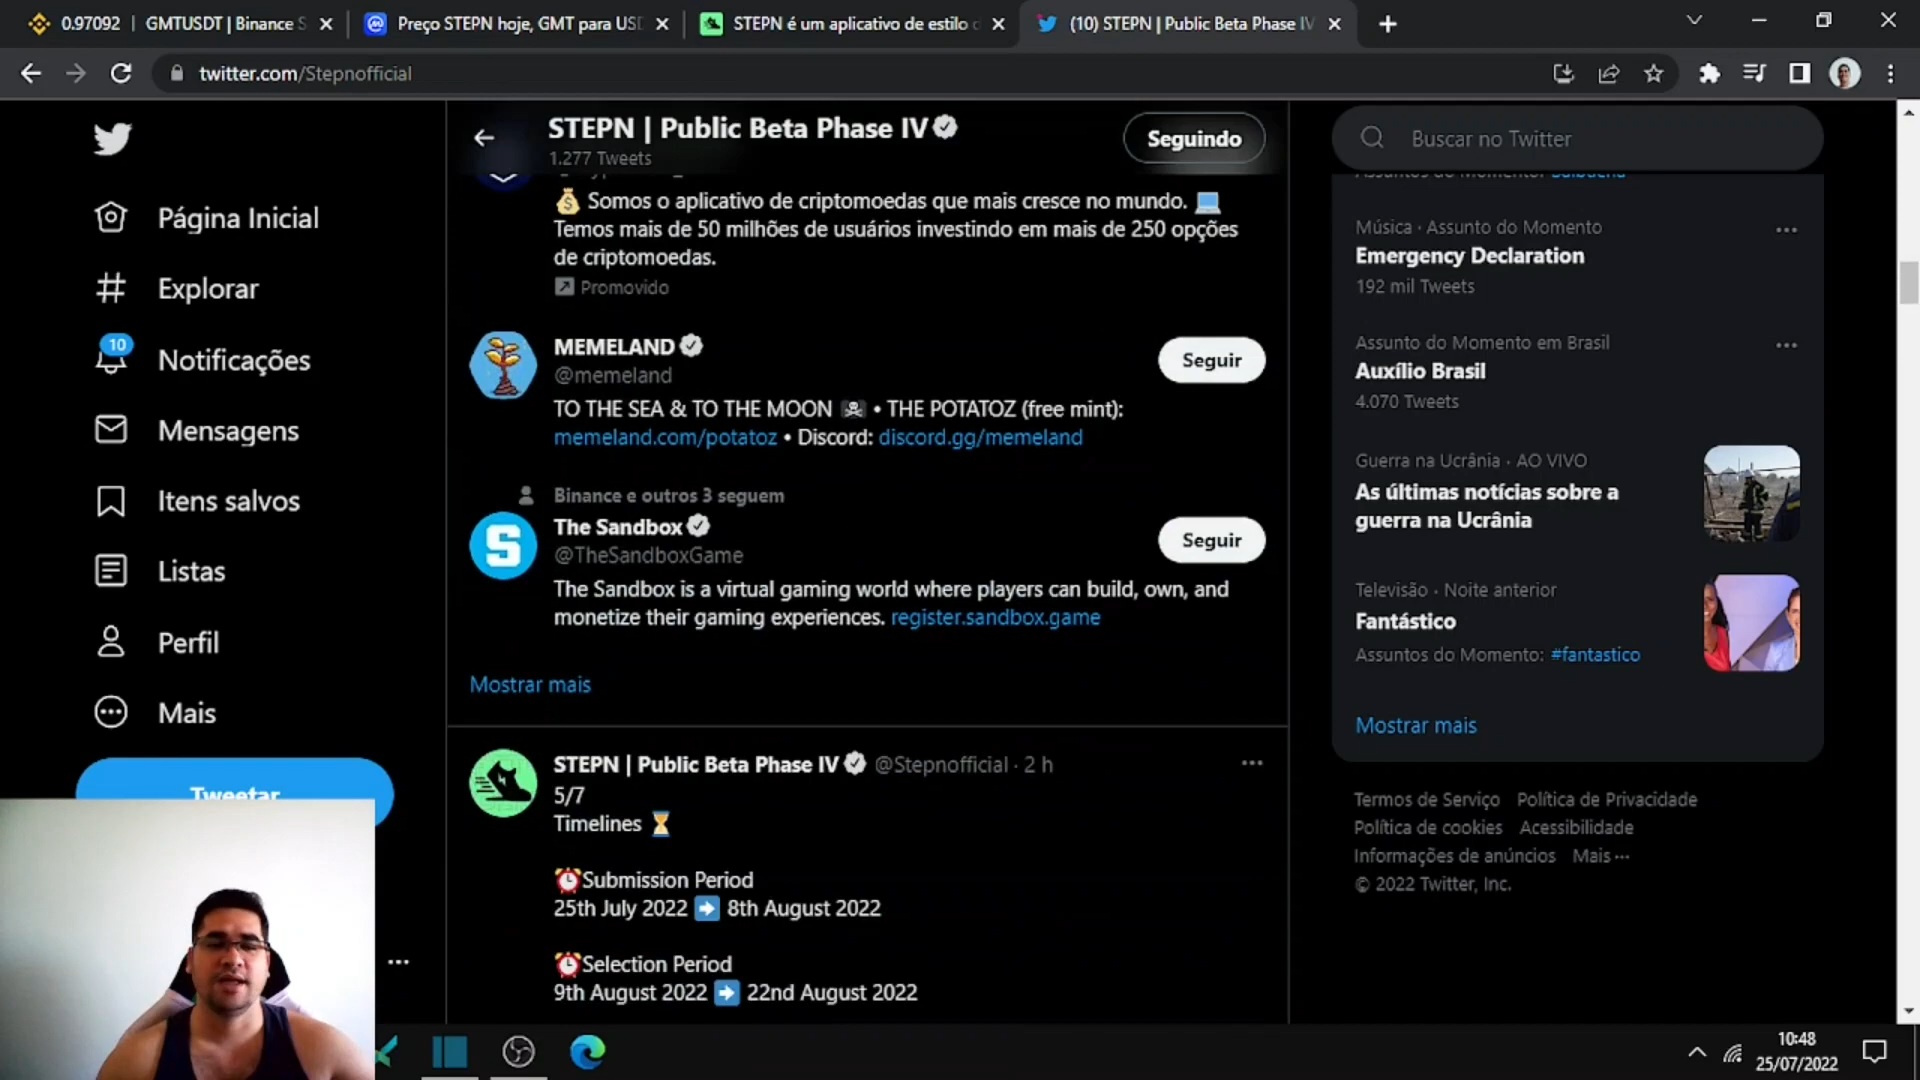 0.97092 | GMTUSDT | Binance S
Preço STEPN hoje, GMT para USD
STEPN é um aplicativo de estilo d
(10) STEPN | Public Beta Phase IV
twitter.com/Stepnofficial
STEPN | Public Beta Phase IV
1.277 Tweets
Seguindo
Buscar no Twitter
Página Inicial
Explorar
10
Notificações
Mensagens
Itens salvos
Listas
Perfil
Mais
Tweetar
💰 Somos o aplicativo de criptomoedas que mais cresce no mundo. 💻
Temos mais de 50 milhões de usuários investindo em mais de 250 opções
de criptomoedas.
Promovido
MEMELAND
@memeland
Seguir
TO THE SEA & TO THE MOON 🏴‍☠️ • THE POTATOZ (free mint):
memeland.com/potatoz • Discord: discord.gg/memeland
Binance e outros 3 seguem
The Sandbox
@TheSandboxGame
Seguir
The Sandbox is a virtual gaming world where players can build, own, and
monetize their gaming experiences. register.sandbox.game
Mostrar mais
STEPN | Public Beta Phase IV @Stepnofficial · 2 h
5/7
Timelines ⏳
⏰Submission Period
25th July 2022 ➡️ 8th August 2022
⏰Selection Period
9th August 2022 ➡️ 22nd August 2022
Música · Assunto do Momento
Emergency Declaration
192 mil Tweets
Assunto do Momento em Brasil
Auxílio Brasil
4.070 Tweets
Guerra na Ucrânia · AO VIVO
As últimas notícias sobre a
guerra na Ucrânia
Televisão · Noite anterior
Fantástico
Assuntos do Momento: #fantastico
Mostrar mais
Termos de Serviço Política de Privacidade
Política de cookies Acessibilidade
Informações de anúncios Mais ···
© 2022 Twitter, Inc.
10:48
25/07/2022